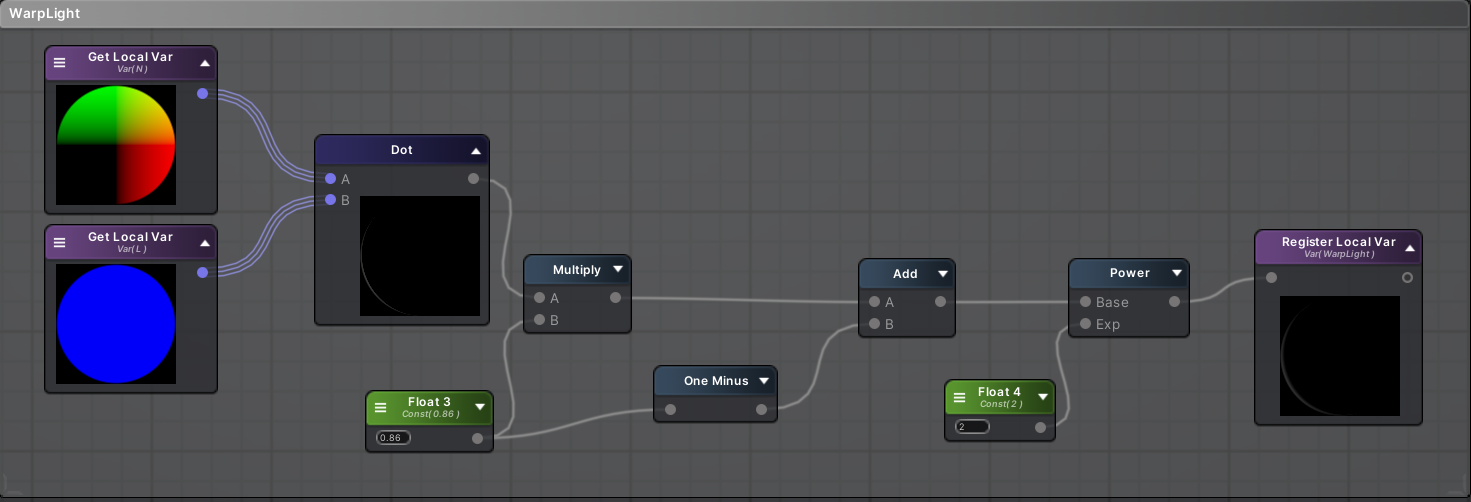 WarpLight
Get Local Var
Var( N )
Get Local Var
Var( L )
Dot
A
B
Multiply
A
B
Float 3
Const( 0.86 )
0.86
One Minus
Add
A
B
Float 4
Const( 2 )
2
Power
Base
Exp
Register Local Var
Var( WarpLight )